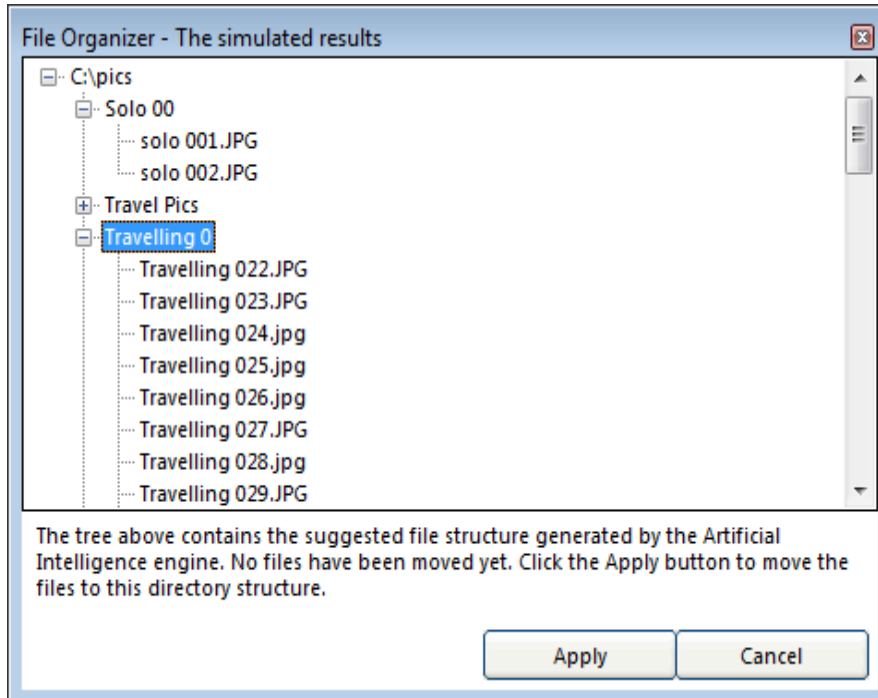 File Organizer - The simulated results
C:\pics
Solo 00
solo 001.JPG
solo 002.JPG
Travel Pics
Travelling 0
Travelling 022.JPG
Travelling 023.JPG
Travelling 024.jpg
Travelling 025.jpg
Travelling 026.jpg
Travelling 027.JPG
Travelling 028.jpg
Travelling 029.JPG
The tree above contains the suggested file structure generated by the Artificial
Intelligence engine. No files have been moved yet. Click the Apply button to move the
files to this directory structure.
Apply
Cancel